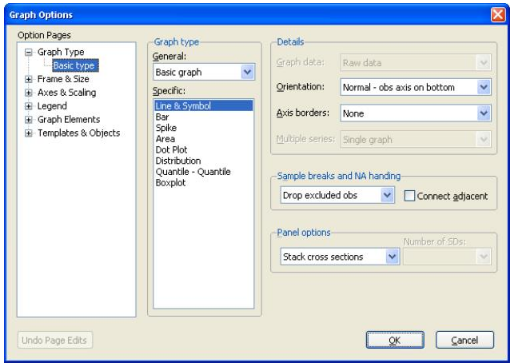 Graph Options
Option Pages
Graph Type
Basic type
Frame & Size
Axes & Scaling
Legend
Graph Elements
Templates & Objects
Graph type
General:
Basic graph
Specific:
Line & Symbol
Bar
Spike
Area
Dot Plot
Distribution
Quantile - Quantile
Boxplot
Details
Graph data: Raw data
Orientation: Normal - obs axis on bottom
Axis borders: None
Multiple series: Single graph
Sample breaks and NA handing
Drop excluded obs Connect adjacent
Panel options
Number of SDs:
Stack cross sections
Undo Page Edits
OK Cancel